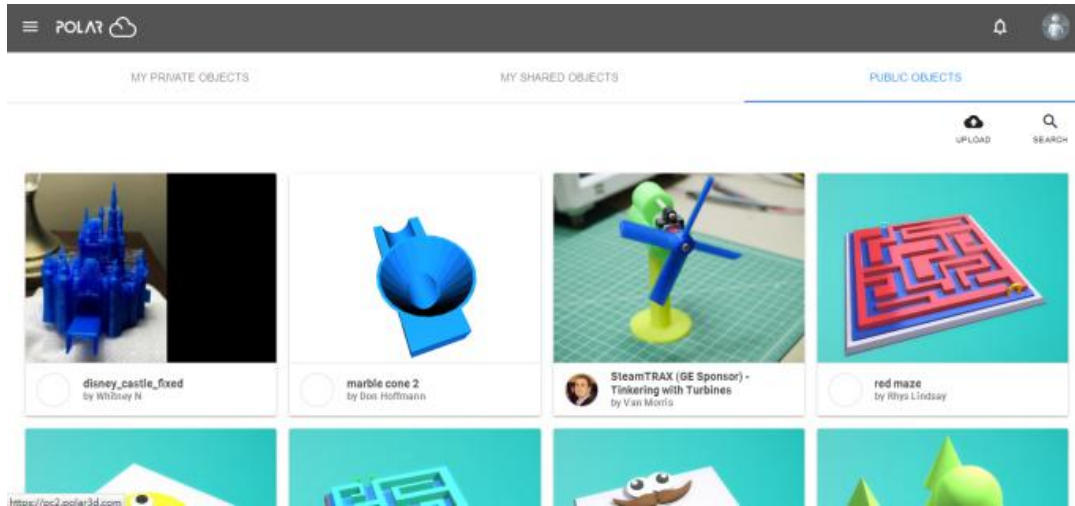 POLAR
MY PRIVATE OBJECTS
MY SHARED OBJECTS
PUBLIC OBJECTS
UPLOAD
SEARCH
disney_castle_fixed
by Whitney N
marble cone 2
by Don Hoffmann
SteamTRAX (GE Sponsor) -
Tinkering with Turbines
by Van Morris
red maze
by Rhys Lindsay
https://pc2.polar3d.com